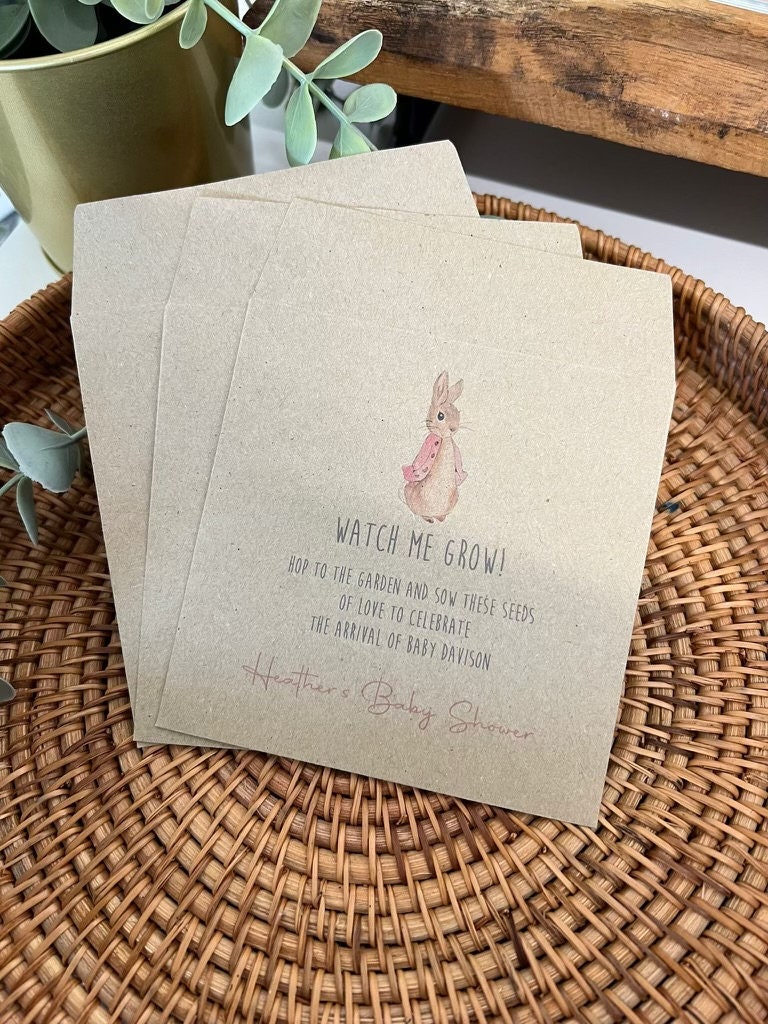 WATCH ME GROW!
HOP TO THE GARDEN AND SOW THESE SEEDS
OF LOVE TO CELEBRATE
THE ARRIVAL OF BABY DAVISON
Heather's Baby Shower